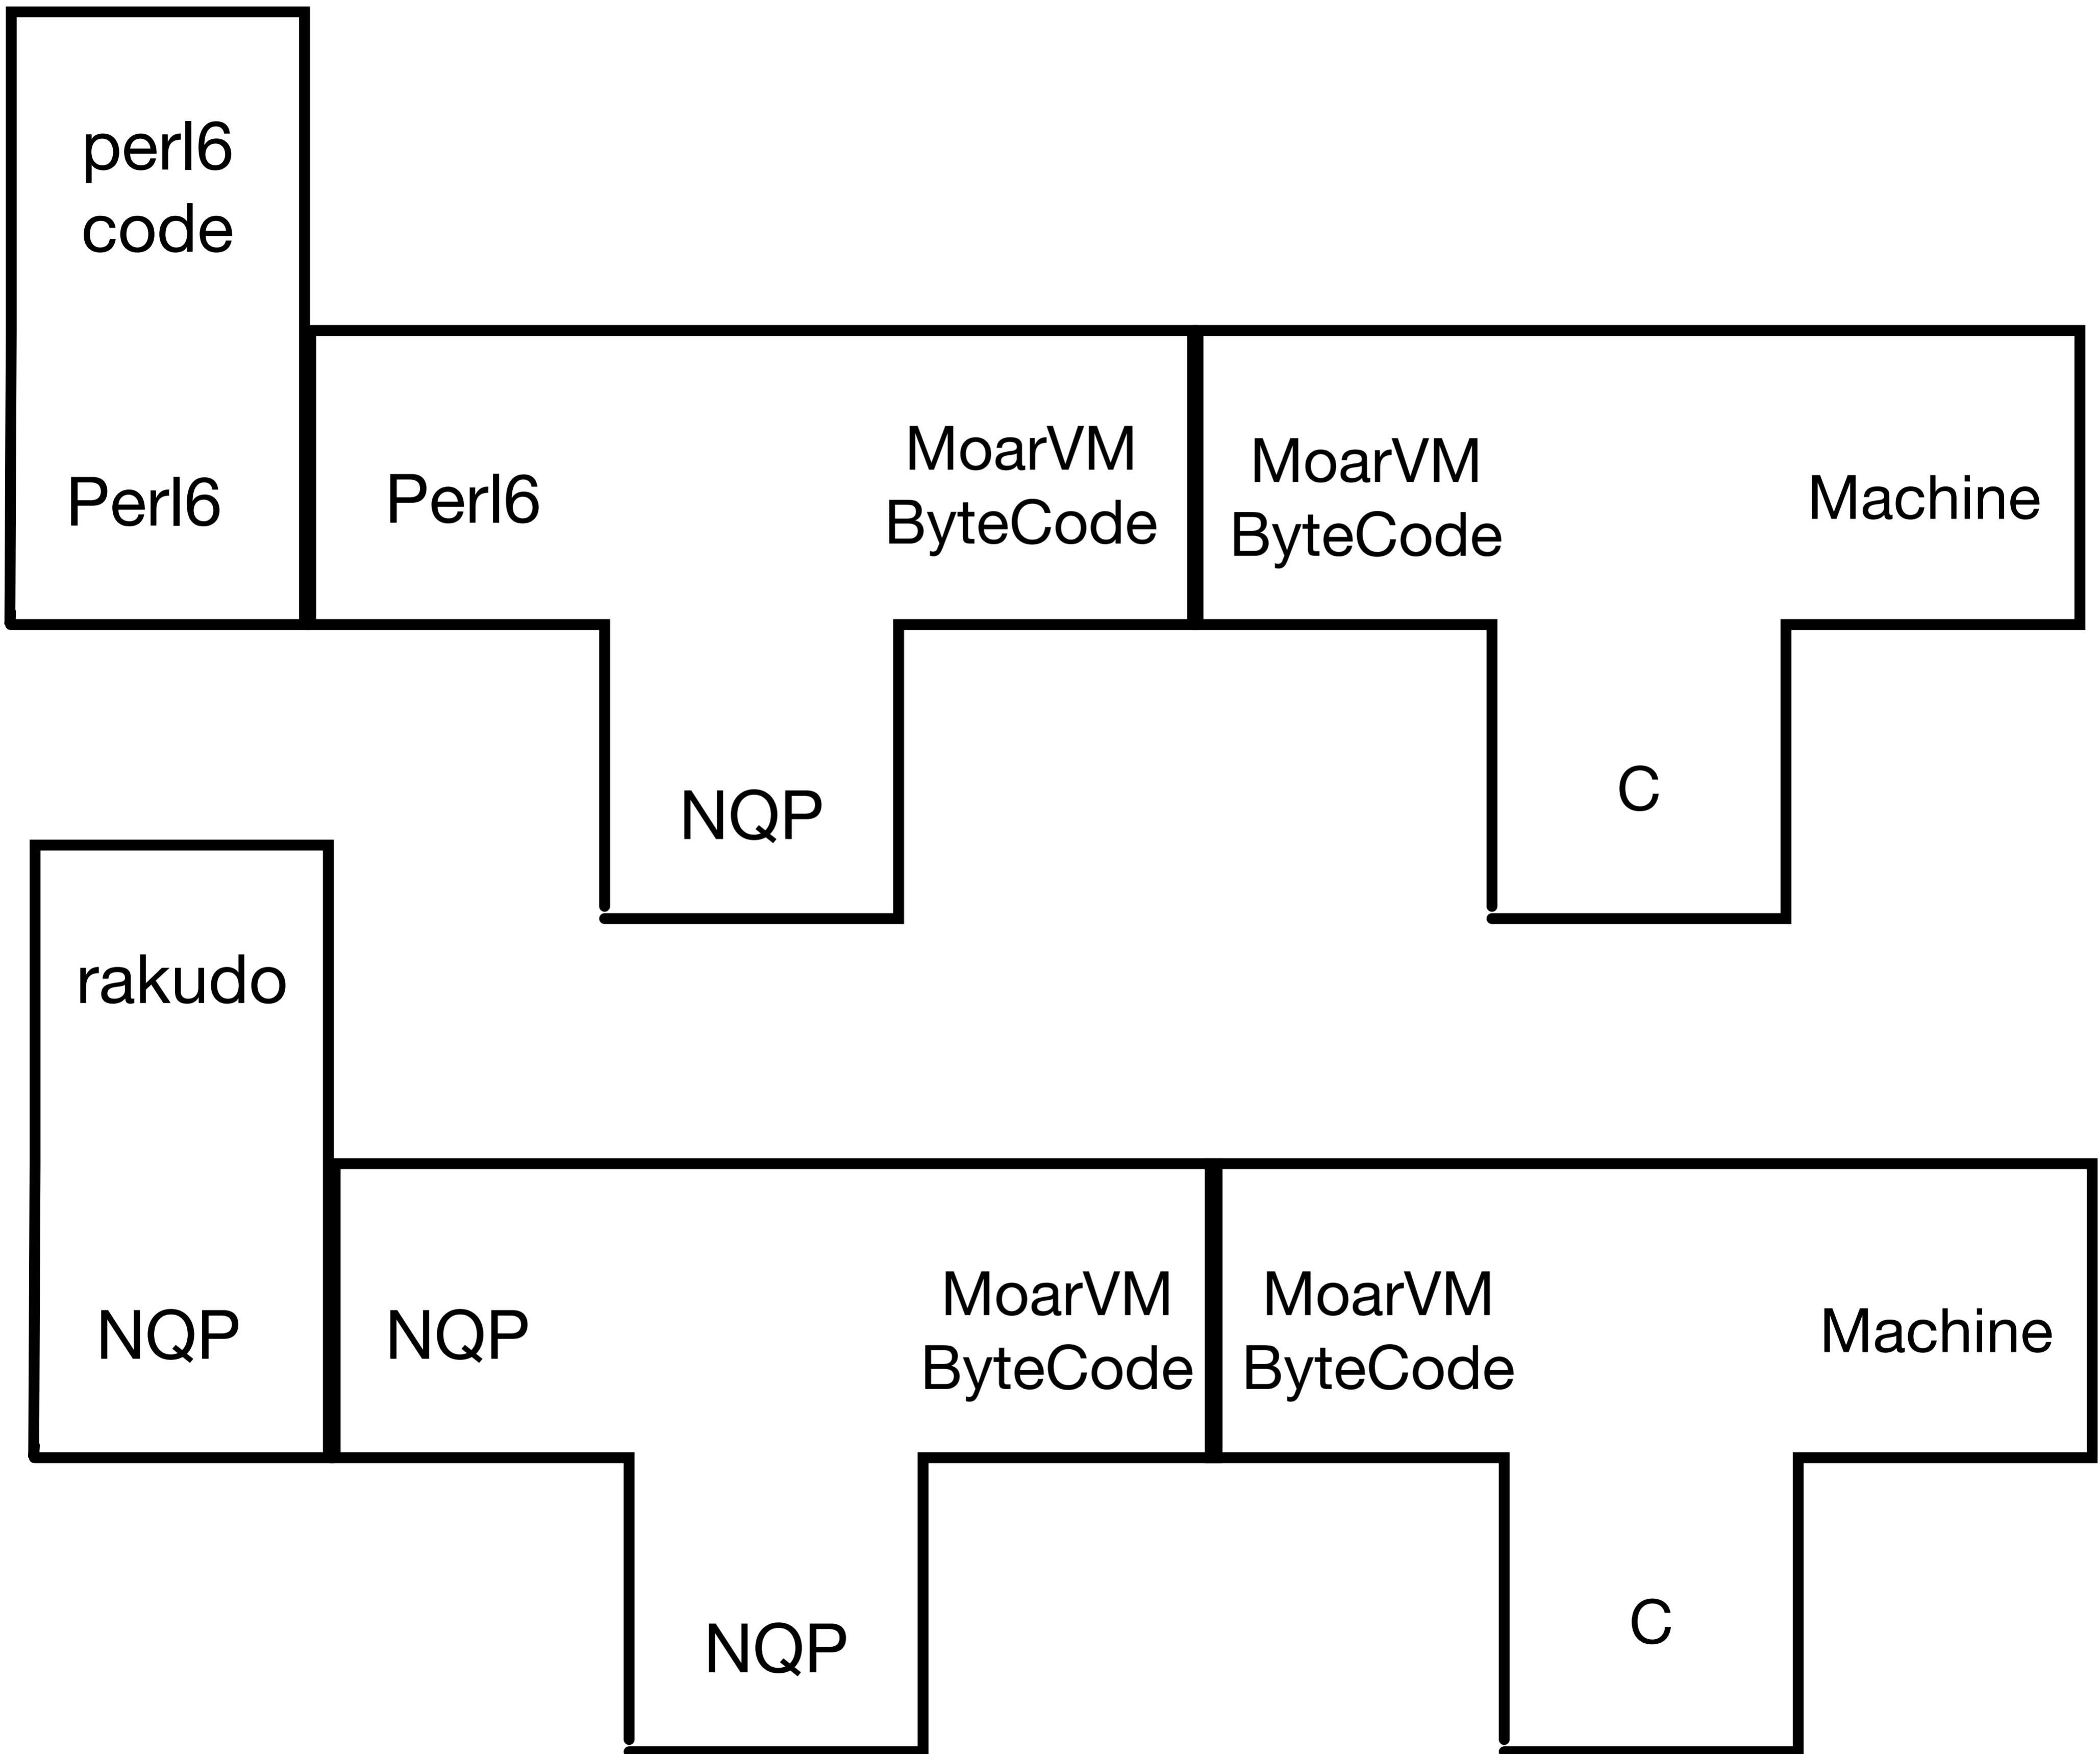 perl6
code
Perl6
Perl6
MoarVM
ByteCode
MoarVM
ByteCode
Machine
NQP
C
rakudo
NQP
NQP
MoarVM
ByteCode
MoarVM
ByteCode
Machine
NQP
C